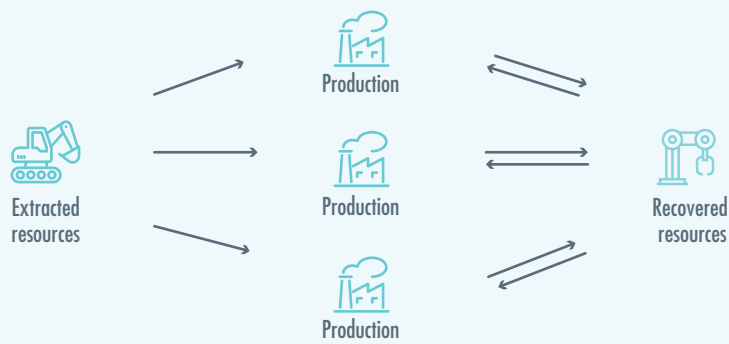 Production
Extracted
resources
Production
Recovered
resources
Production